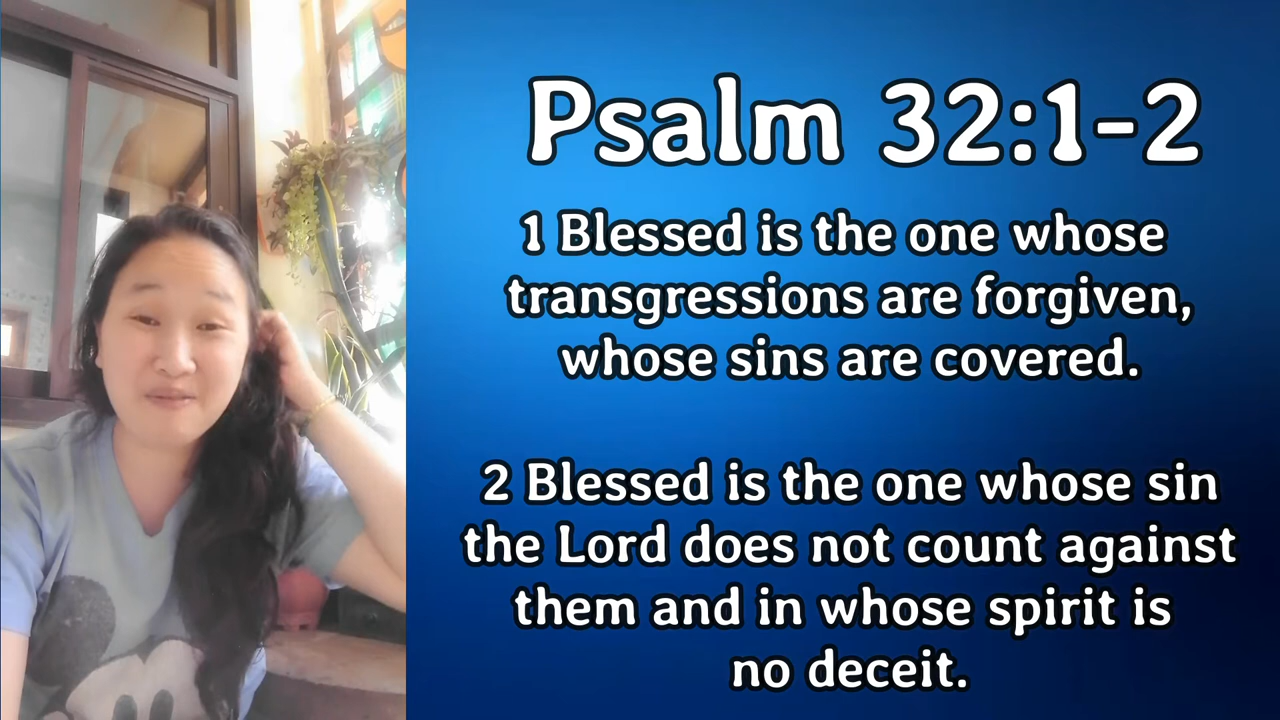 Psalm 32:1-2
1 Blessed is the one whose
transgressions are forgiven,
whose sins are covered.
2 Blessed is the one whose sin
the Lord does not count against
them and in whose spirit is
no deceit.